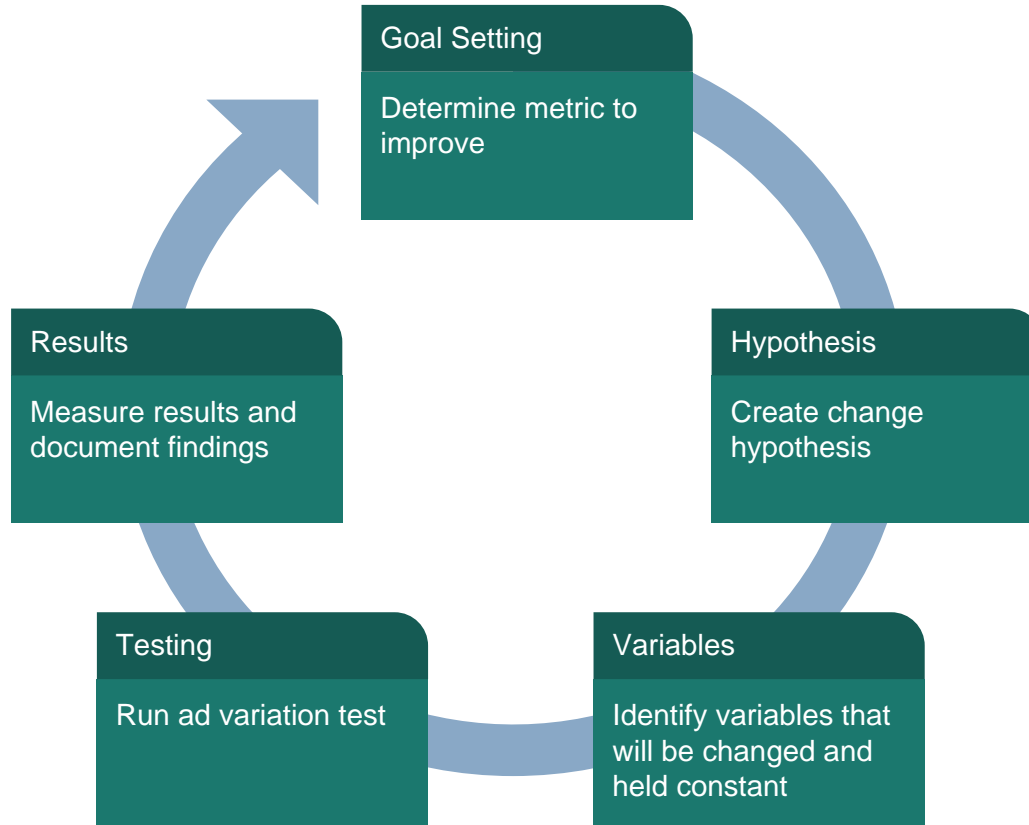 Goal Setting
Determine metric to
improve
Hypothesis
Create change
hypothesis
Variables
Identify variables that
will be changed and
held constant
Testing
Run ad variation test
Results
Measure results and
document findings